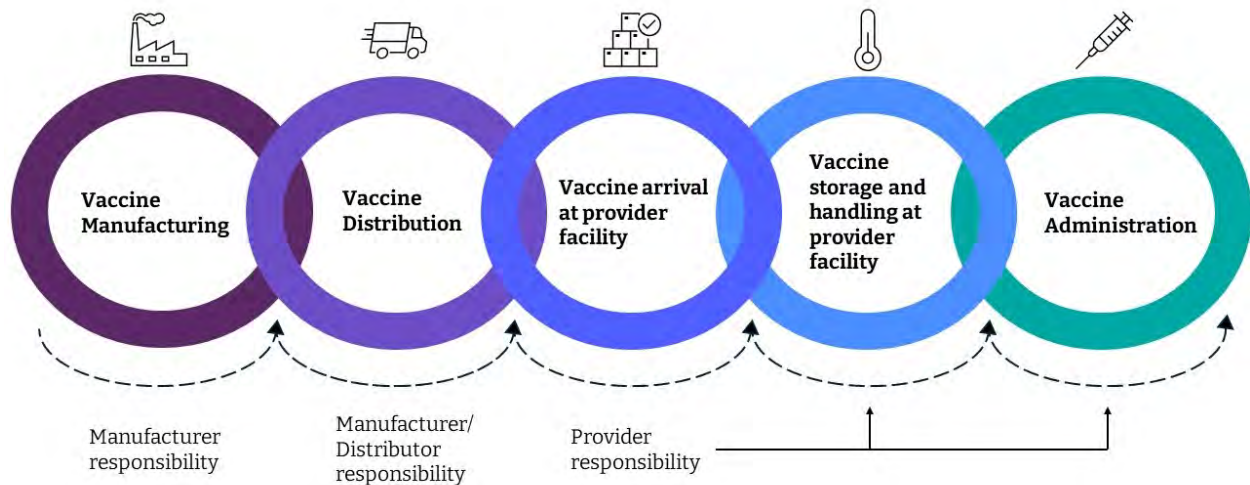 Vaccine
Manufacturing
Vaccine
Distribution
Vaccine arrival
at provider
facility
Vaccine
storage and
handling at
provider
facility
Vaccine
Administration
Manufacturer
responsibility
Manufacturer/
Distributor
responsibility
Provider
responsibility